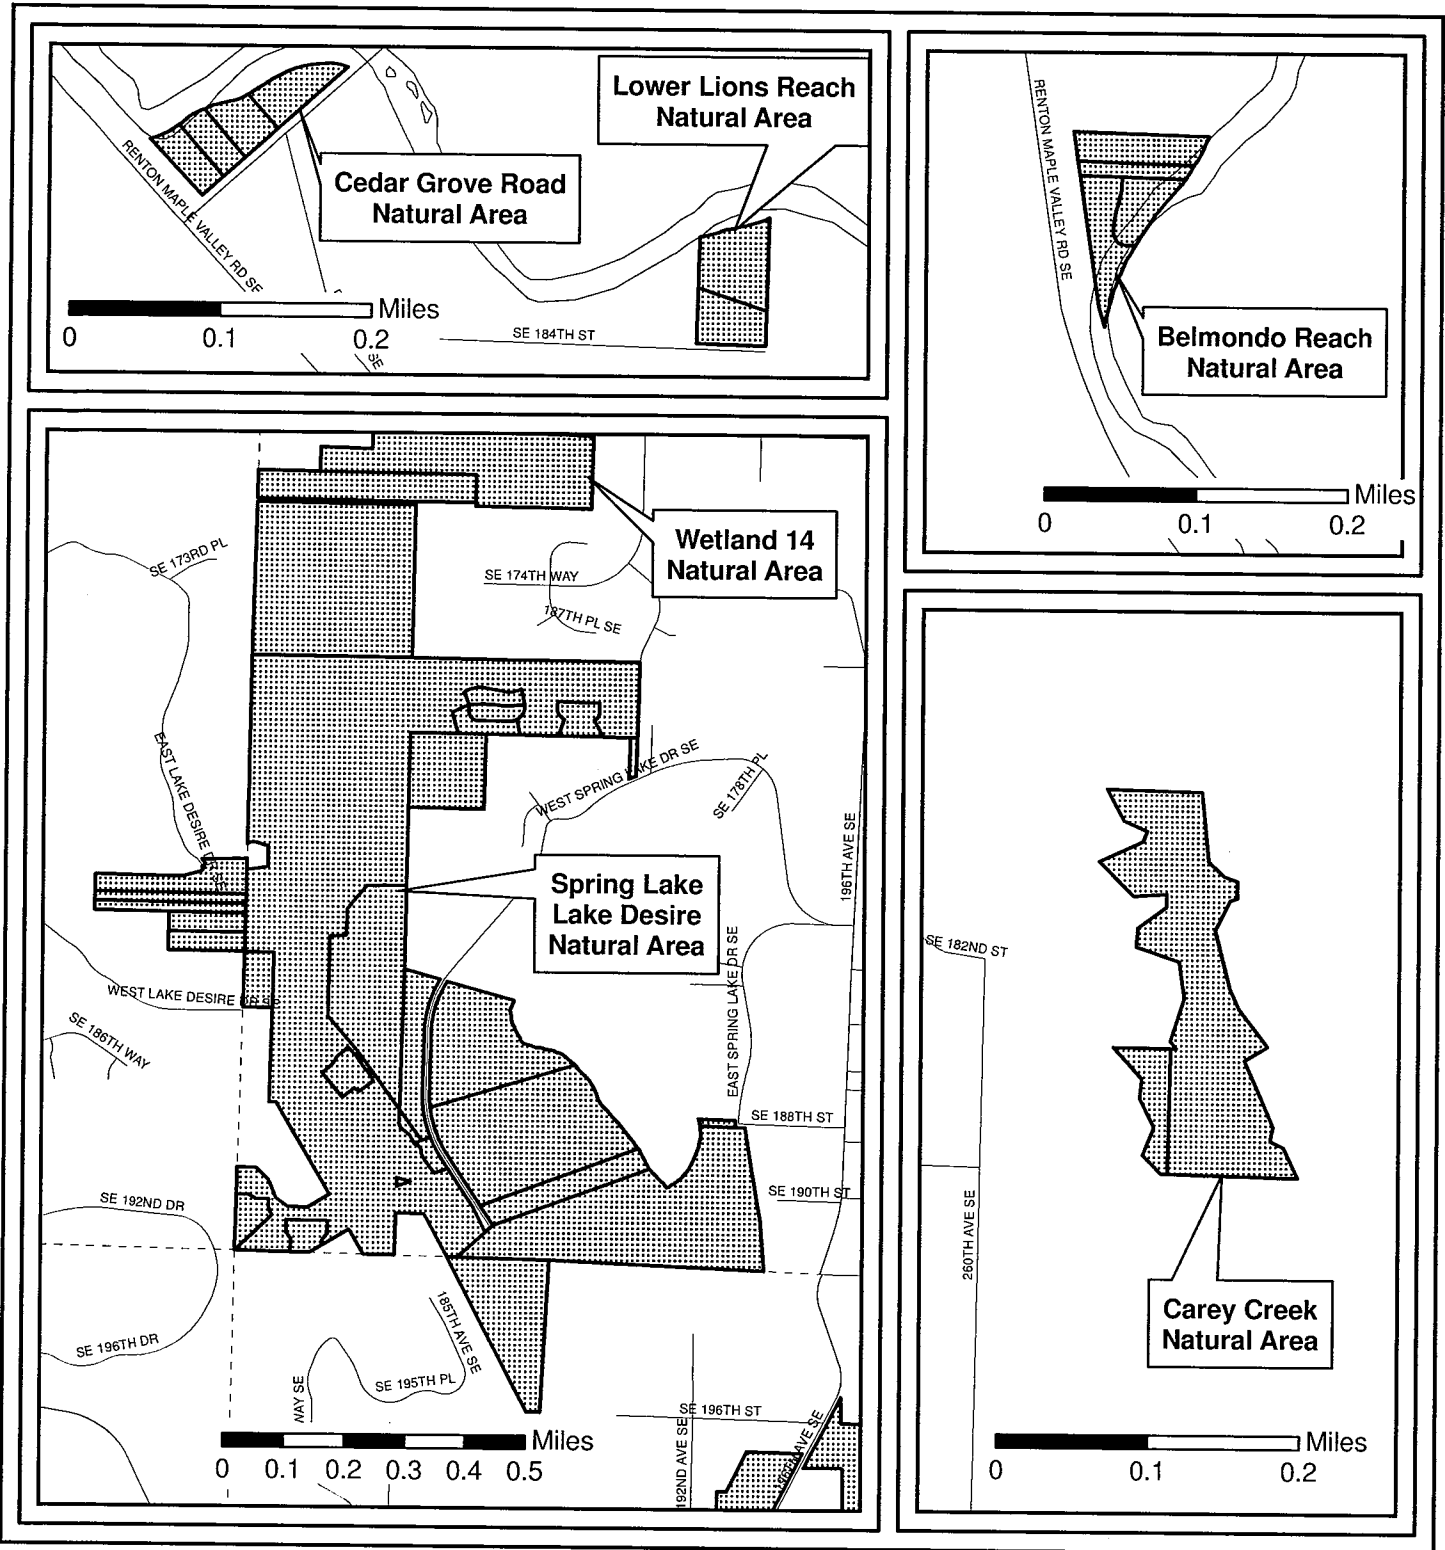 Lower Lions Reach
Natural Area
Cedar Grove Road
Natural Area
RENTON MAPLE VALLEY RD SE
Miles
0 0.1 0.2
SE 184TH ST
SE
RENTON MAPLE VALLEY RD SE
Belmondo Reach
Natural Area
Miles
0 0.1 0.2
Wetland 14
Natural Area
SE 173RD PL
SE 174TH WAY
187TH PL SE
EAST LAKE DESIRE DR SE
WEST SPRING LAKE DR SE
SE 178TH PL
196TH AVE SE
Spring Lake
Lake Desire
Natural Area
EAST SPRING LAKE DR SE
WEST LAKE DESIRE DR SE
SE 186TH WAY
SE 188TH ST
SE 190TH ST
SE 192ND DR
185TH AVE SE
SE 196TH DR
SE 195TH PL
WAY SE
SE 196TH ST
192ND AVE SE
Miles
0 0.1 0.2 0.3 0.4 0.5
SE 182ND ST
260TH AVE SE
Carey Creek
Natural Area
Miles
0 0.1 0.2